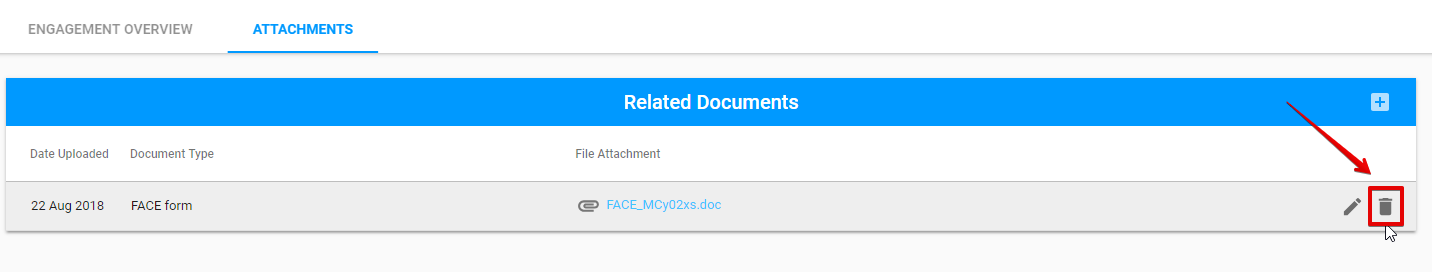 ENGAGEMENT OVERVIEW ATTACHMENTS
Related Documents
Date Uploaded Document Type File Attachment
22 Aug 2018 FACE form FACE_MCy02xs.doc